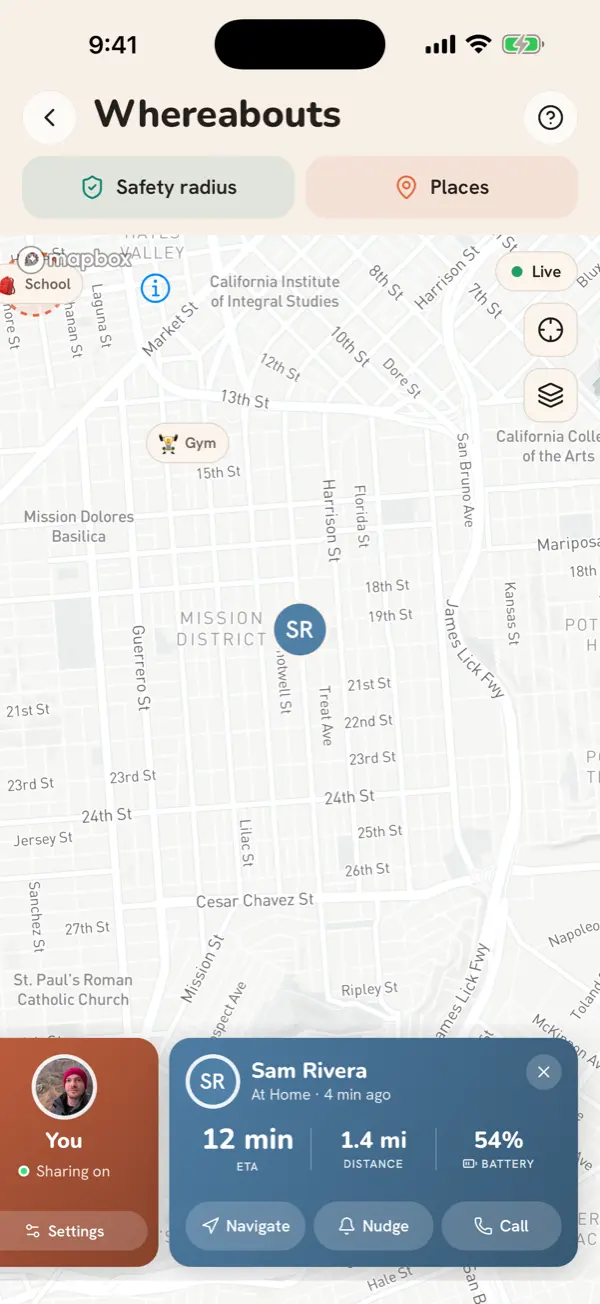 9:41
Whereabouts
Safety radius
Places
HAYES
VALLEY
mapbox
School
Laguna St
Market St
California Institute
of Integral Studies
8th St
Harrison St
7th St
Live
10th St
Dore St
12th St
13th St
Gym
15th St
California Colle
of the Arts
San Bruno Ave
Mission Dolores
Basilica
Harrison St
Florida St
Mariposa
18th
18th St
19th St
Kansas St
MISSION
DISTRICT
SR
James Lick Fwy
Guerrero St
Treat Ave
21st St
21st St
22nd St
23rd St
23rd St
23rd St
24th St
24th St
Jersey St
Lilac St
25th St
26th St
Cesar Chavez St
Sanchez St
27th St
Mission St
St. Paul's Roman
Catholic Church
Ripley St
Napoleo
You
Sharing on
Settings
SR
Sam Rivera
At Home · 4 min ago
12 min
ETA
1.4 mi
DISTANCE
54%
BATTERY
Navigate
Nudge
Call
Hale St